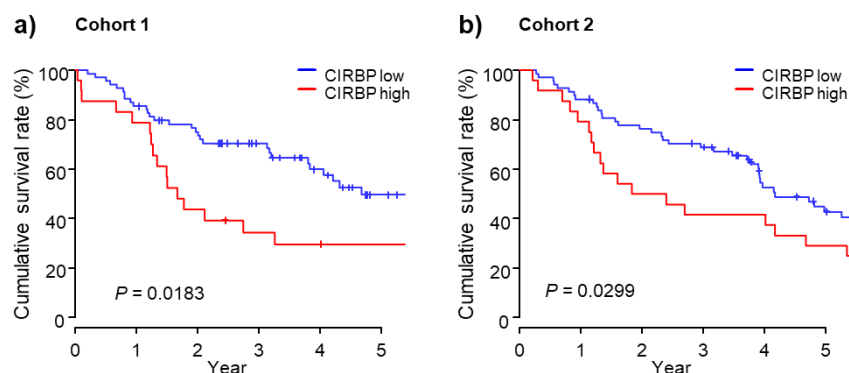 a) Cohort 1
CIRBP low
CIRBP high
Cumulative survival rate (%)
100
80
60
40
20
0
P = 0.0183
0 1 2 3 4 5
Year
b) Cohort 2
CIRBP low
CIRBP high
Cumulative survival rate (%)
100
80
60
40
20
0
P = 0.0299
0 1 2 3 4 5
Year